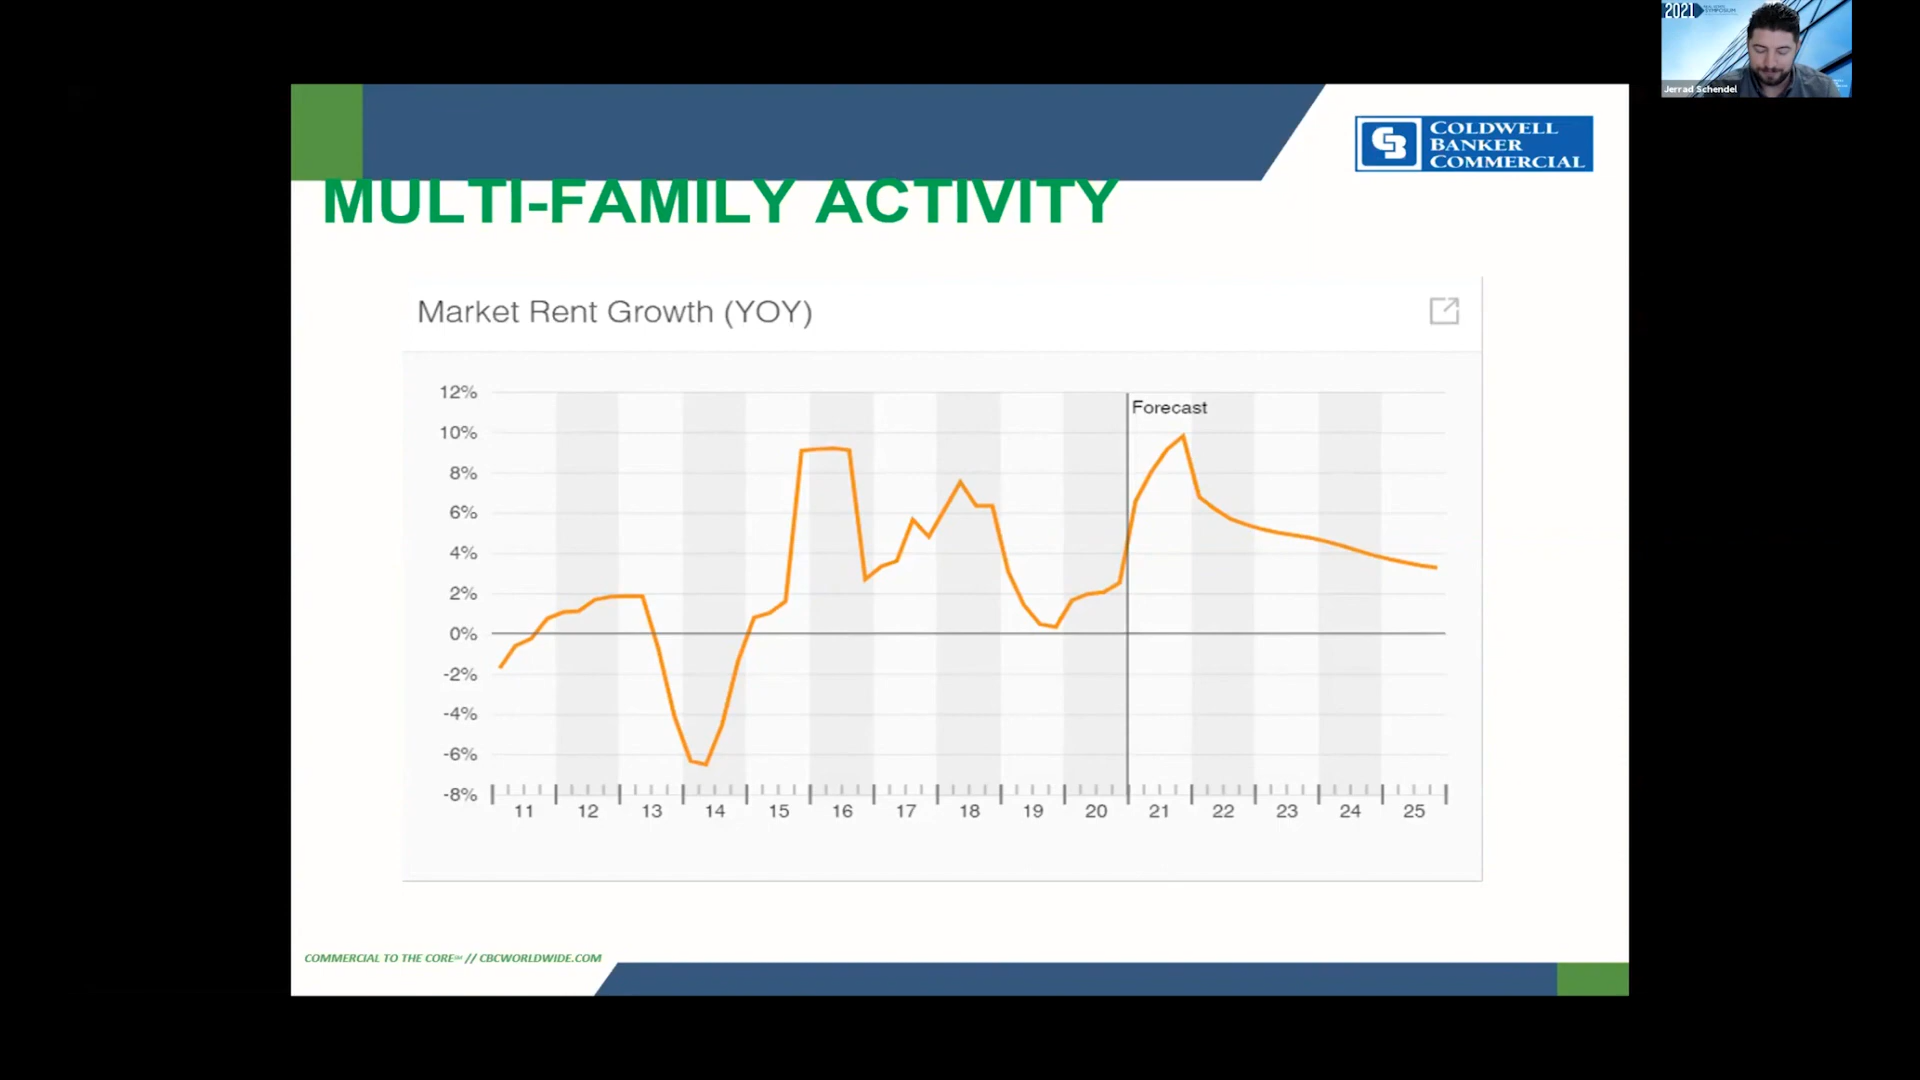 2021
SYMPOSIUM
Jerrad Schendel
COLDWELL
BANKER
COMMERCIAL
MULTI-FAMILY ACTIVITY
Market Rent Growth (YOY)
12%
Forecast
10%
8%
6%
4%
2%
0%
-2%
-4%
-6%
-8%
11 12 13 14 15 16 17 18 19 20 21 22 23 24 25
COMMERCIAL TO THE CORE℠ // CBCWORLDWIDE.COM